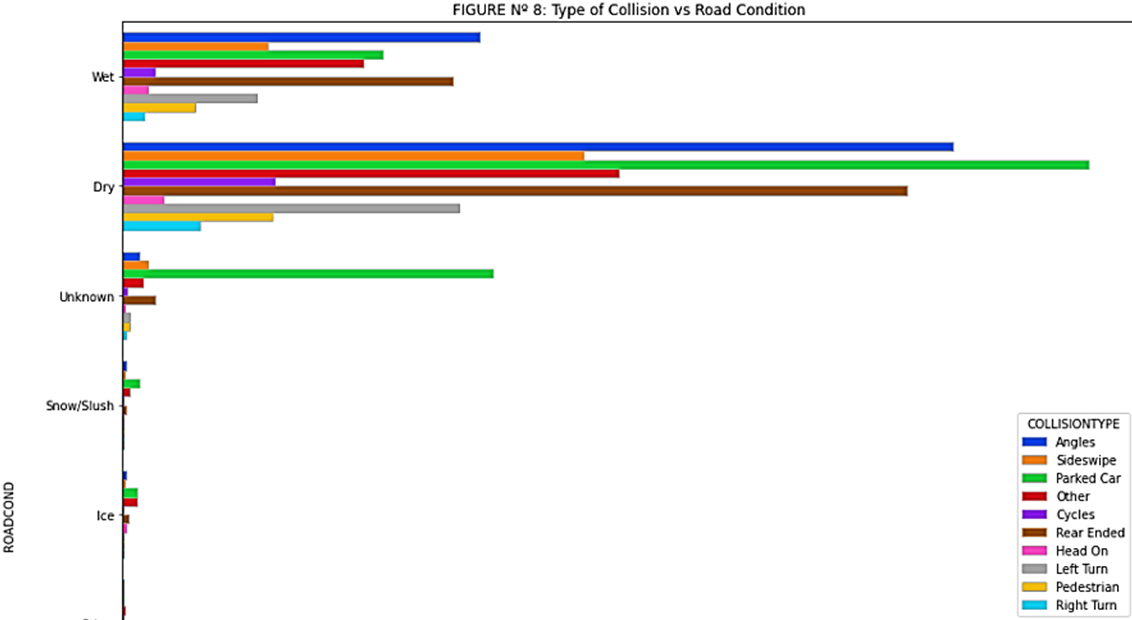 FIGURE Nº 8: Type of Collision vs Road Condition
Wet
Dry
Unknown
Snow/Slush
Ice
ROADCOND
COLLISIONTYPE
Angles
Sideswipe
Parked Car
Other
Cycles
Rear Ended
Head On
Left Turn
Pedestrian
Right Turn